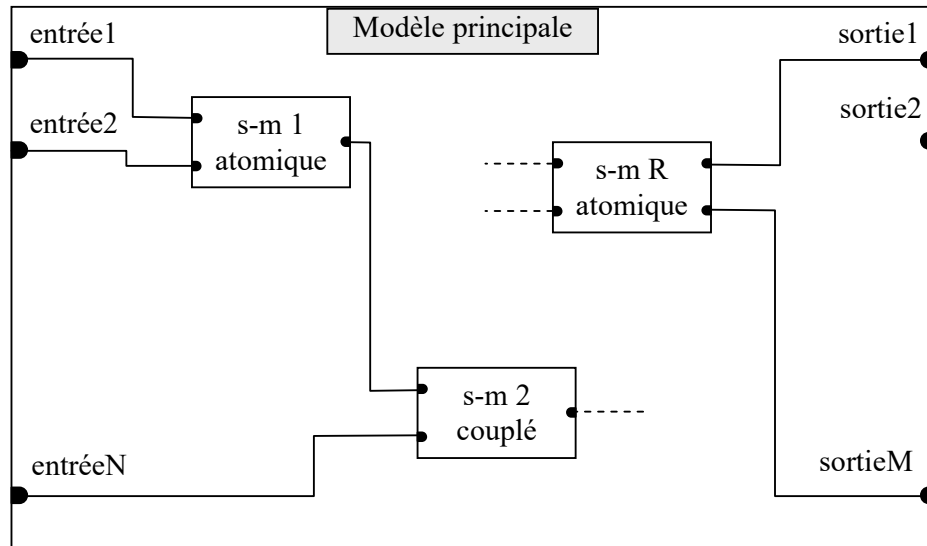 Modèle principale
entrée1
sortie1
entrée2
sortie2
s-m 1
atomique
s-m R
atomique
s-m 2
couplé
entréeN
sortieM